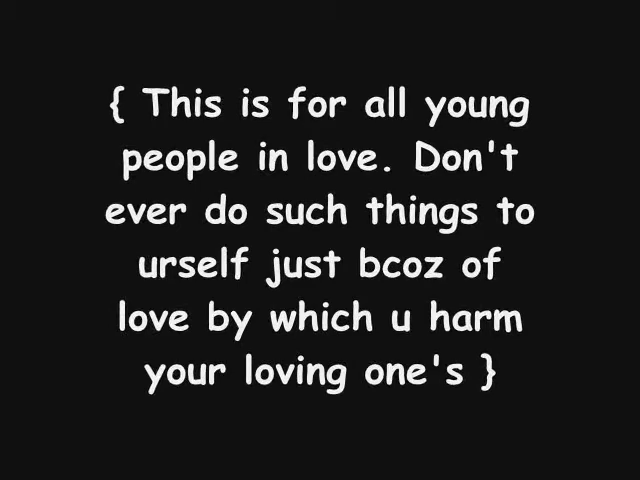 { This is for all young
people in love. Don't
ever do such things to
urself just bcoz of
love by which u harm
your loving one's }